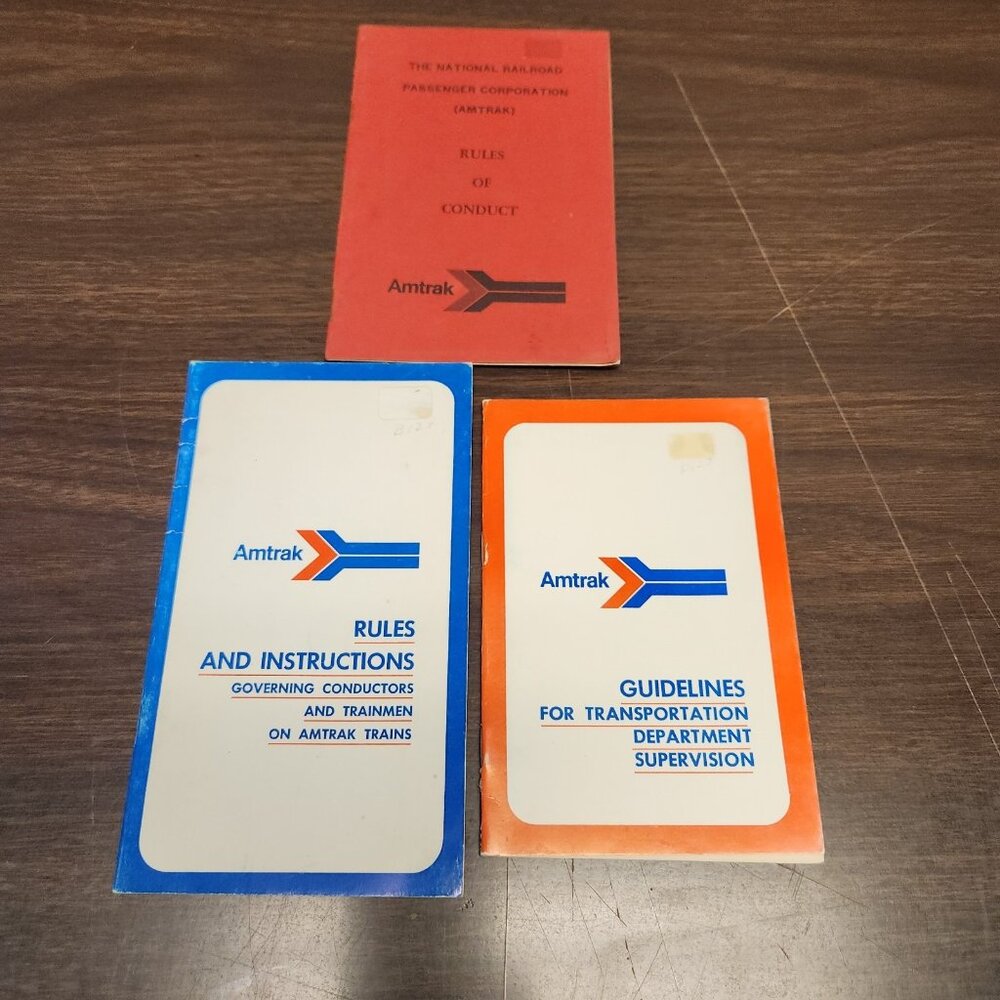 THE NATIONAL RAILROAD
PASSENGER CORPORATION
(AMTRAK)
RULES
OF
CONDUCT
Amtrak
Amtrak
RULES
AND INSTRUCTIONS
GOVERNING CONDUCTORS
AND TRAINMEN
ON AMTRAK TRAINS
Amtrak
GUIDELINES
FOR TRANSPORTATION
DEPARTMENT
SUPERVISION